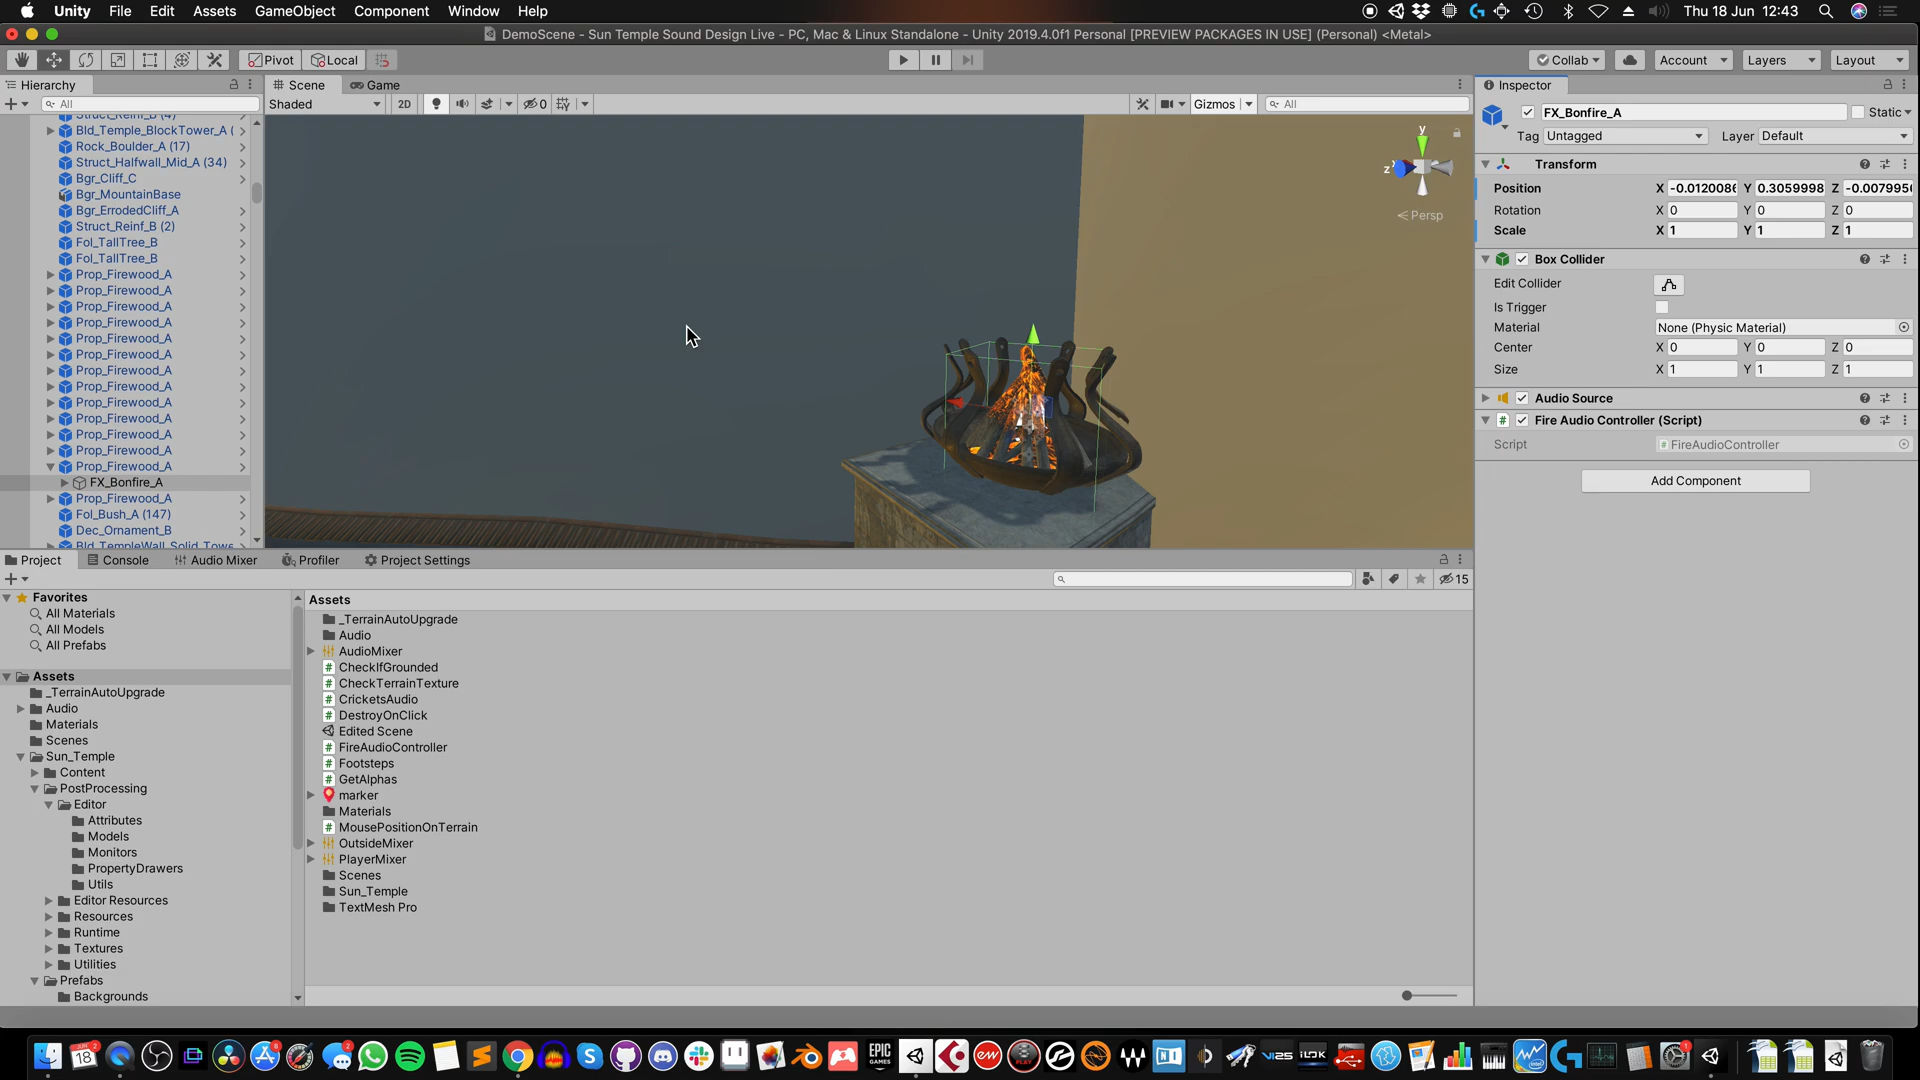 Unity File Edit Assets GameObject Component Window Help Thu 18 Jun 12:43
DemoScene - Sun Temple Sound Design Live - PC, Mac & Linux Standalone - Unity 2019.4.0f1 Personal [PREVIEW PACKAGES IN USE] (Personal) <Metal>
Pivot Local Collab Account Layers Layout
Hierarchy
All
Struct_Reinf_B (4)
Bld_Temple_BlockTower_A (
Rock_Boulder_A (17)
Struct_Halfwall_Mid_A (34)
Bgr_Cliff_C
Bgr_MountainBase
Bgr_ErrodedCliff_A
Struct_Reinf_B (2)
Fol_TallTree_B
Fol_TallTree_B
Prop_Firewood_A
Prop_Firewood_A
Prop_Firewood_A
Prop_Firewood_A
Prop_Firewood_A
Prop_Firewood_A
Prop_Firewood_A
Prop_Firewood_A
Prop_Firewood_A
Prop_Firewood_A
Prop_Firewood_A
Prop_Firewood_A
Prop_Firewood_A
FX_Bonfire_A
Prop_Firewood_A
Fol_Bush_A (147)
Dec_Ornament_B
Bld_TempleWall_Solid_Towe
Scene Game
Shaded 2D 0 Gizmos All
y
z
x
Persp
Inspector
FX_Bonfire_A Static
Tag Untagged Layer Default
Transform
Position X -0.0120086 Y 0.3059998 Z -0.0079950
Rotation X 0 Y 0 Z 0
Scale X 1 Y 1 Z 1
Box Collider
Edit Collider
Is Trigger
Material None (Physic Material)
Center X 0 Y 0 Z 0
Size X 1 Y 1 Z 1
Audio Source
Fire Audio Controller (Script)
Script FireAudioController
Add Component
Project Console Audio Mixer Profiler Project Settings
15
Favorites
All Materials
All Models
All Prefabs
Assets
_TerrainAutoUpgrade
Audio
Materials
Scenes
Sun_Temple
Content
PostProcessing
Editor
Attributes
Models
Monitors
PropertyDrawers
Utils
Editor Resources
Resources
Runtime
Textures
Utilities
Prefabs
Backgrounds
Assets
_TerrainAutoUpgrade
Audio
AudioMixer
CheckIfGrounded
CheckTerrainTexture
CricketsAudio
DestroyOnClick
Edited Scene
FireAudioController
Footsteps
GetAlphas
marker
Materials
MousePositionOnTerrain
OutsideMixer
PlayerMixer
Scenes
Sun_Temple
TextMesh Pro